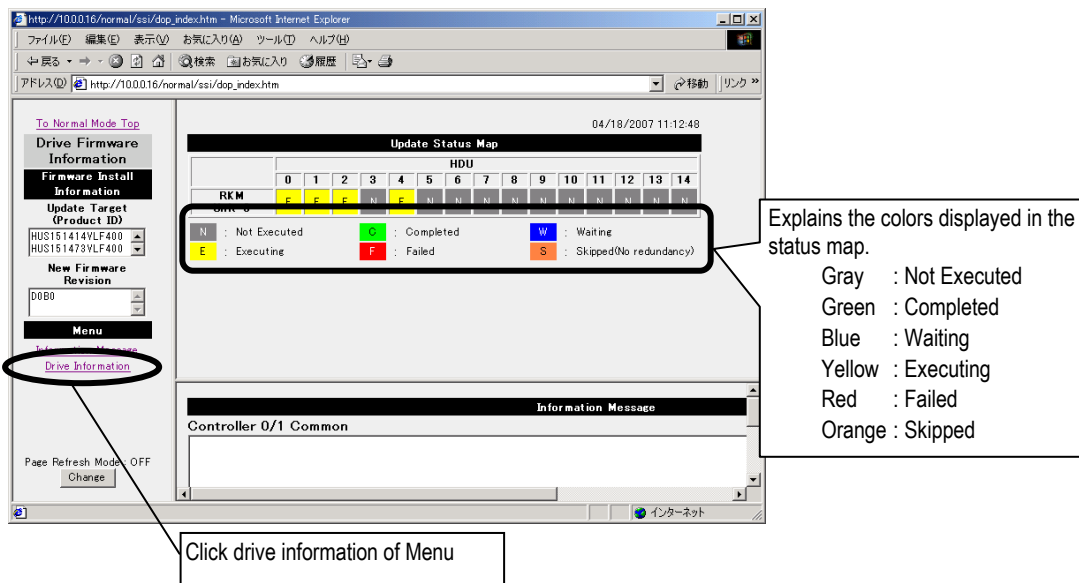 http://10.0.0.16/normal/ssi/dop_index.htm - Microsoft Internet Explorer
ファイル(F) 編集(E) 表示(V) お気に入り(A) ツール(T) ヘルプ(H)
戻る 検索 お気に入り 履歴
アドレス(D) http://10.0.0.16/normal/ssi/dop_index.htm 移動 リンク »
To Normal Mode Top
Drive Firmware
Information
Firmware Install
Information
Update Target
(Product ID)
HUS151414VLF400
HUS151473VLF400
New Firmware
Revision
D0B0
Menu
Information Message
Drive Information
Page Refresh Mode : OFF
Change
04/18/2007 11:12:48
Update Status Map
HDU
0 1 2 3 4 5 6 7 8 9 10 11 12 13 14
RKM
E E E N E N N N N N N N N N N
N : Not Executed C : Completed W : Waiting
E : Executing F : Failed S : Skipped(No redundancy)
Information Message
Controller 0/1 Common
インターネット
Explains the colors displayed in the
status map.
Gray : Not Executed
Green : Completed
Blue : Waiting
Yellow : Executing
Red : Failed
Orange : Skipped
Click drive information of Menu